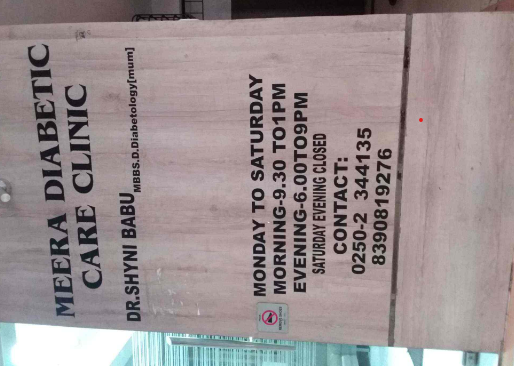 MEERA DIABETIC
CARE CLINIC
DR.SHYNI BABU MBBS.D.Diabetology[mum]
MONDAY TO SATURDAY
MORNING-9.30 TO1PM
EVENING-6.00TO9PM
SATURDAY EVENING CLOSED
CONTACT:
0250-2 344135
8390819276